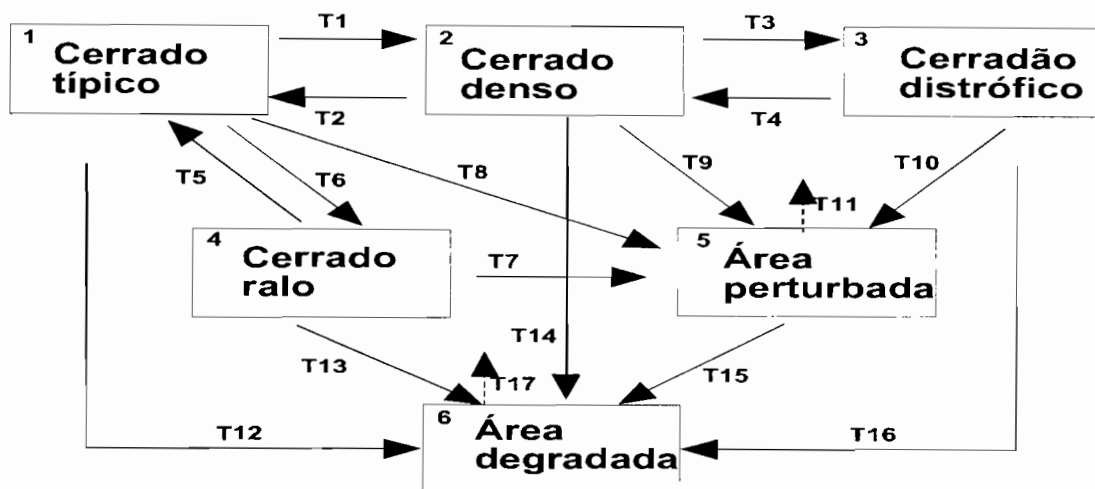 1
Cerrado
típico
T1
2
Cerrado
denso
T3
3
Cerradão
distrófico
T2
T4
T5
T6
T8
T9
T10
T11
4
Cerrado
ralo
T7
5
Área
perturbada
T13
T14
T15
T17
T12
6
Área
degradada
T16